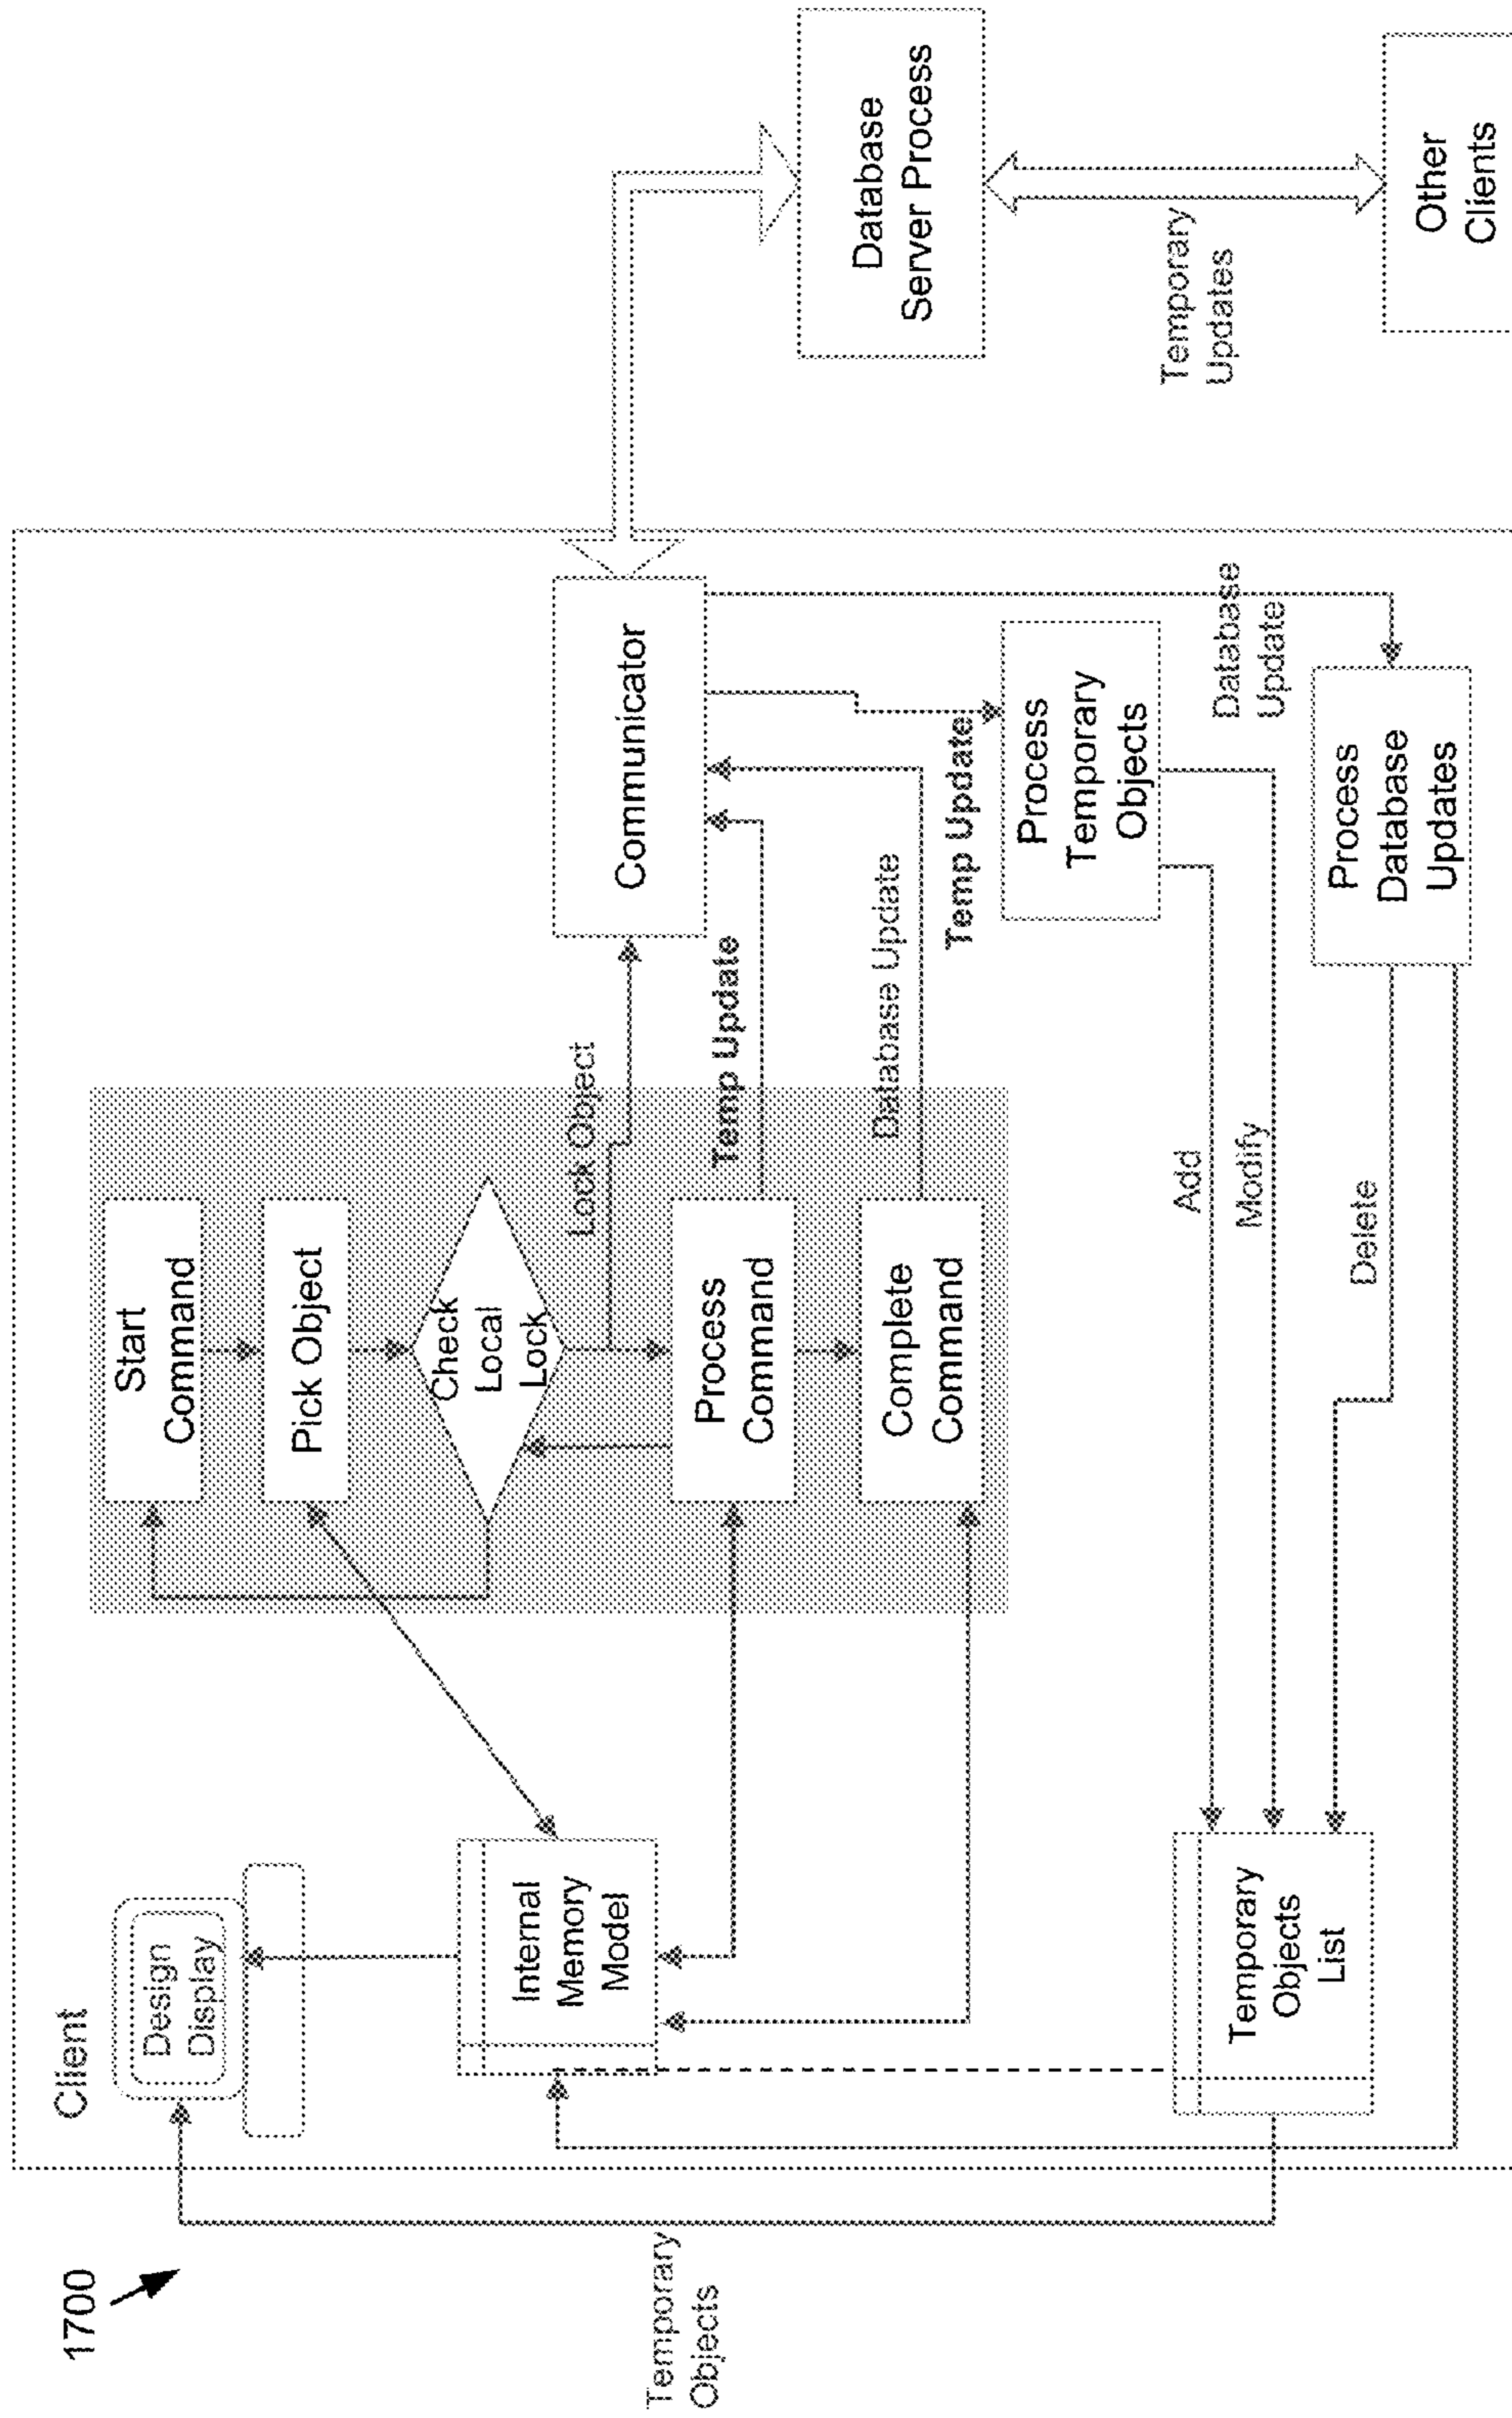 1700
Client
Design
Display
Temporary
Objects
Internal
Memory
Model
Temporary
Objects
List
Start
Command
Pick Object
Check
Local
Lock
Process
Command
Complete
Command
Lock Object
Temp Update
Database Update
Temp Update
Add
Modify
Delete
Communicator
Process
Temporary
Objects
Database
Update
Process
Database
Updates
Database
Server Process
Temporary
Updates
Other
Clients